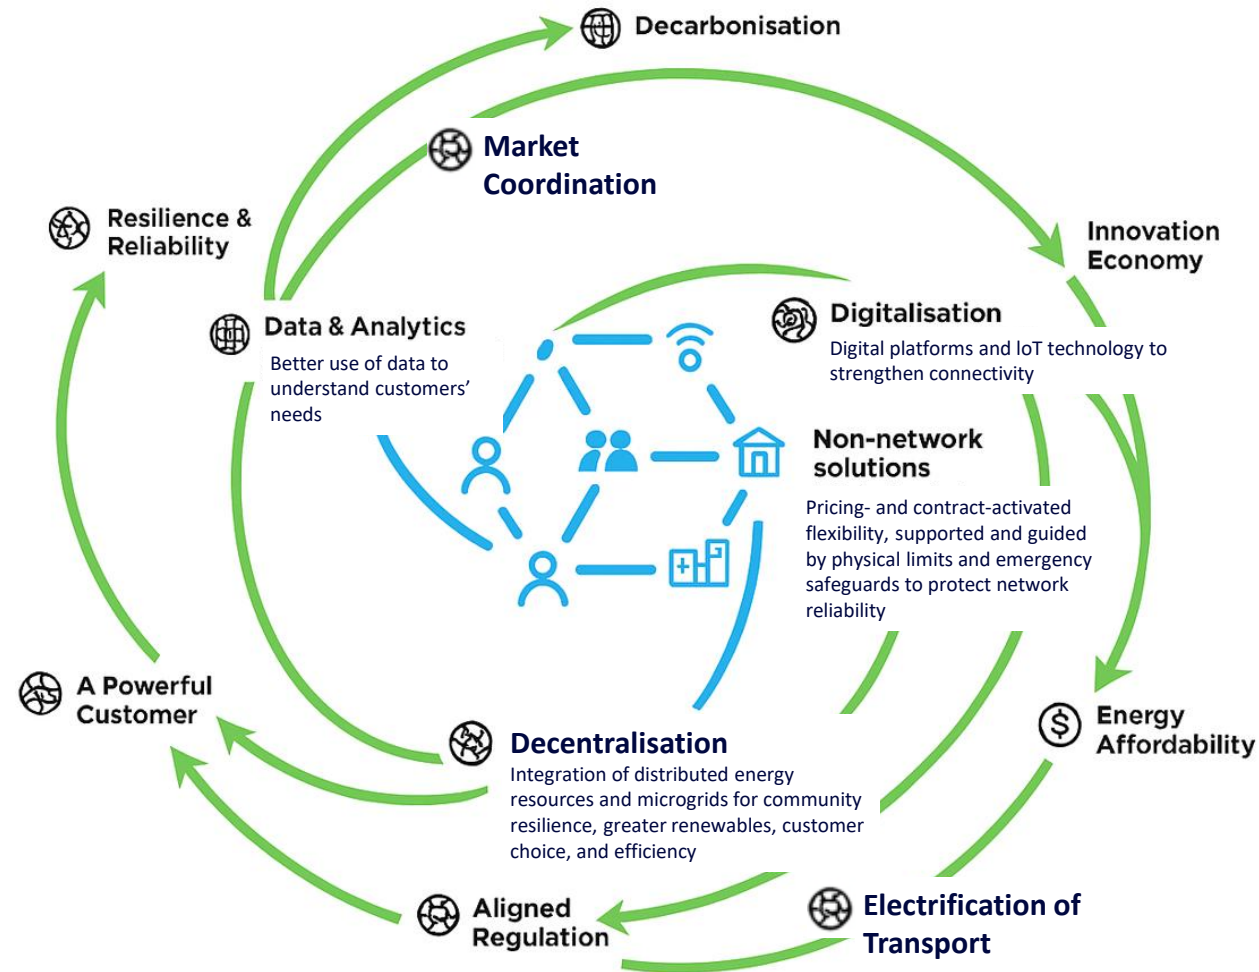 Decarbonisation
Market
Coordination
Resilience &
Reliability
Innovation
Economy
Data & Analytics
Better use of data to
understand customers’
needs
Digitalisation
Digital platforms and IoT technology to
strengthen connectivity
Non-network
solutions
Pricing- and contract-activated
flexibility, supported and guided
by physical limits and emergency
safeguards to protect network
reliability
A Powerful
Customer
$
Energy
Affordability
Decentralisation
Integration of distributed energy
resources and microgrids for community
resilience, greater renewables, customer
choice, and efficiency
Aligned
Regulation
Electrification of
Transport